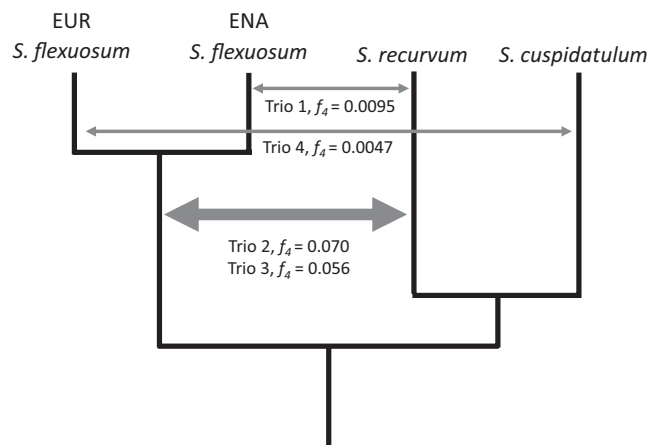 EUR
S. flexuosum
ENA
S. flexuosum
S. recurvum
S. cuspidatulum
Trio 1, f4 = 0.0095
Trio 4, f4 = 0.0047
Trio 2, f4 = 0.070
Trio 3, f4 = 0.056